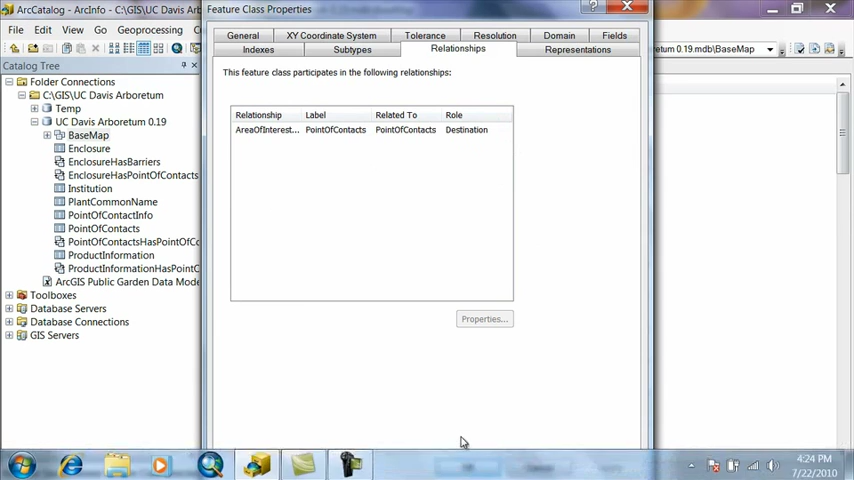 ArcCatalog - ArcInfo - C:\GIS\UC Da
Feature Class Properties
File Edit View Go Geoprocessing
General XY Coordinate System Tolerance Resolution Domain Fields
Indexes Subtypes Relationships Representations
oretum 0.19.mdb\BaseMap
Catalog Tree
This feature class participates in the following relationships:
Folder Connections
C:\GIS\UC Davis Arboretum
Temp
UC Davis Arboretum 0.19
BaseMap
Enclosure
EnclosureHasBarriers
EnclosureHasPointOfContacts
Institution
PlantCommonName
PointOfContactInfo
PointOfContacts
PointOfContactsHasPointOfCo
ProductInformation
ProductInformationHasPointC
ArcGIS Public Garden Data Mode
Toolboxes
Database Servers
Database Connections
GIS Servers
Relationship Label Related To Role
AreaOfInterest... PointOfContacts PointOfContacts Destination
Properties...
4:24 PM
7/22/2010